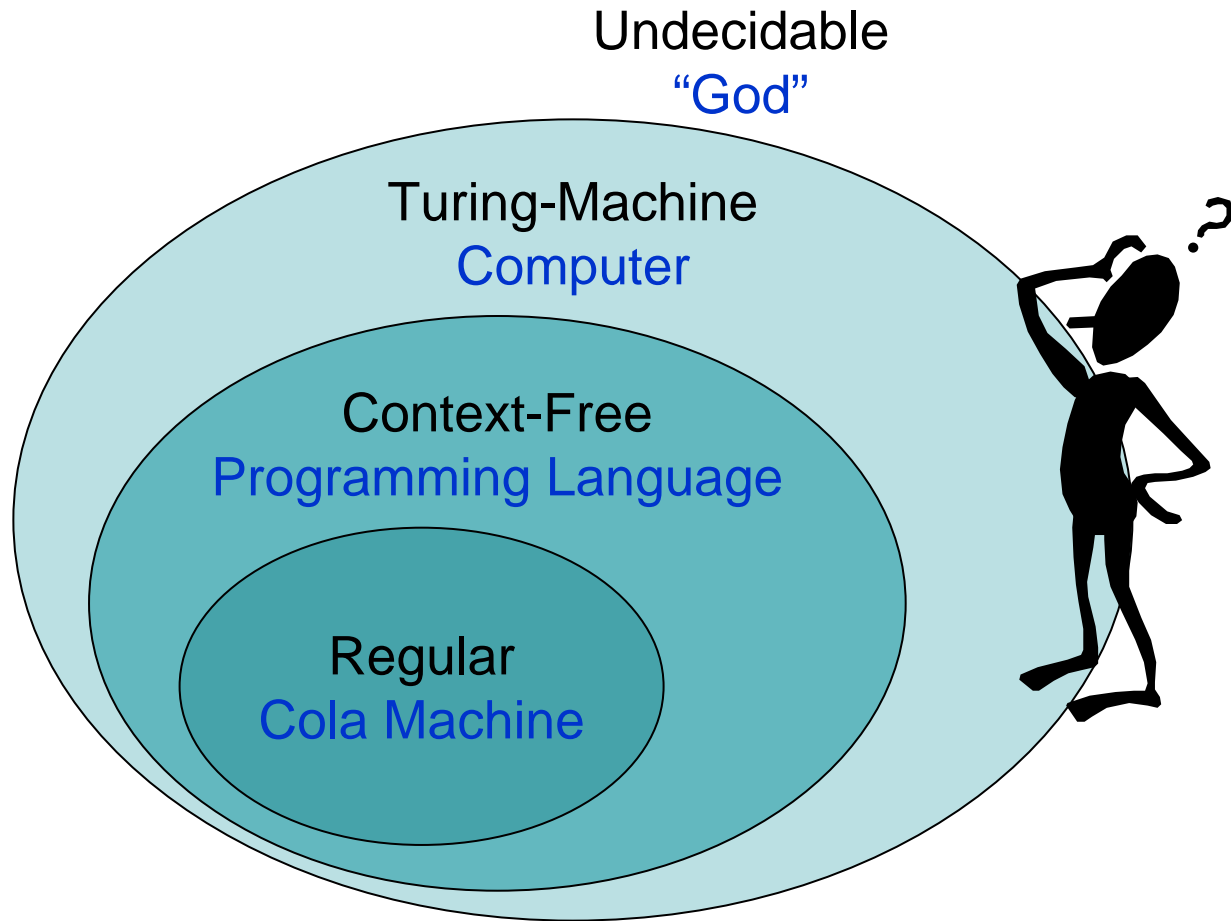 Undecidable
“God”
?
Turing-Machine
Computer
Context-Free
Programming Language
Regular
Cola Machine